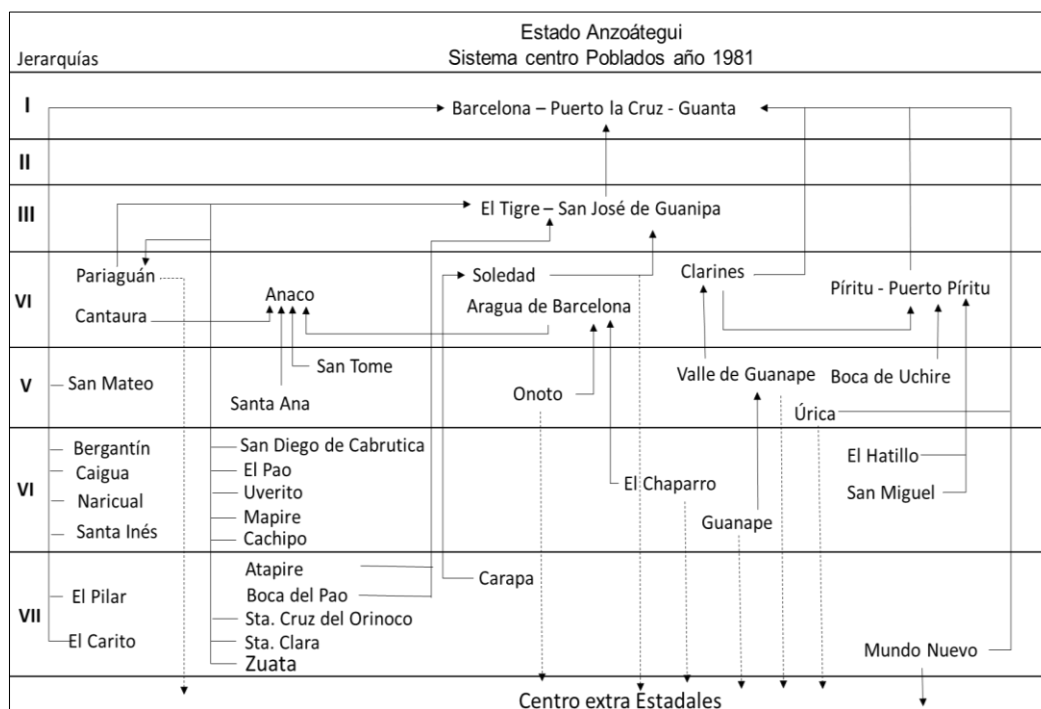 Estado Anzoátegui
Jerarquías
Sistema centro Poblados año 1981
I
Barcelona – Puerto la Cruz - Guanta
II
III
El Tigre – San José de Guanipa
VI
Pariaguán
Soledad
Clarines
Píritu - Puerto Píritu
Anaco
Aragua de Barcelona
Cantaura
V
San Tome
San Mateo
Valle de Guanape
Boca de Uchire
Onoto
Santa Ana
Úrica
VI
Bergantín
San Diego de Cabrutica
El Hatillo
Caigua
El Pao
El Chaparro
Uverito
San Miguel
Naricual
Mapire
Guanape
Santa Inés
Cachipo
VII
Atapire
Carapa
El Pilar
Boca del Pao
Sta. Cruz del Orinoco
El Carito
Sta. Clara
Mundo Nuevo
Zuata
Centro extra Estadales